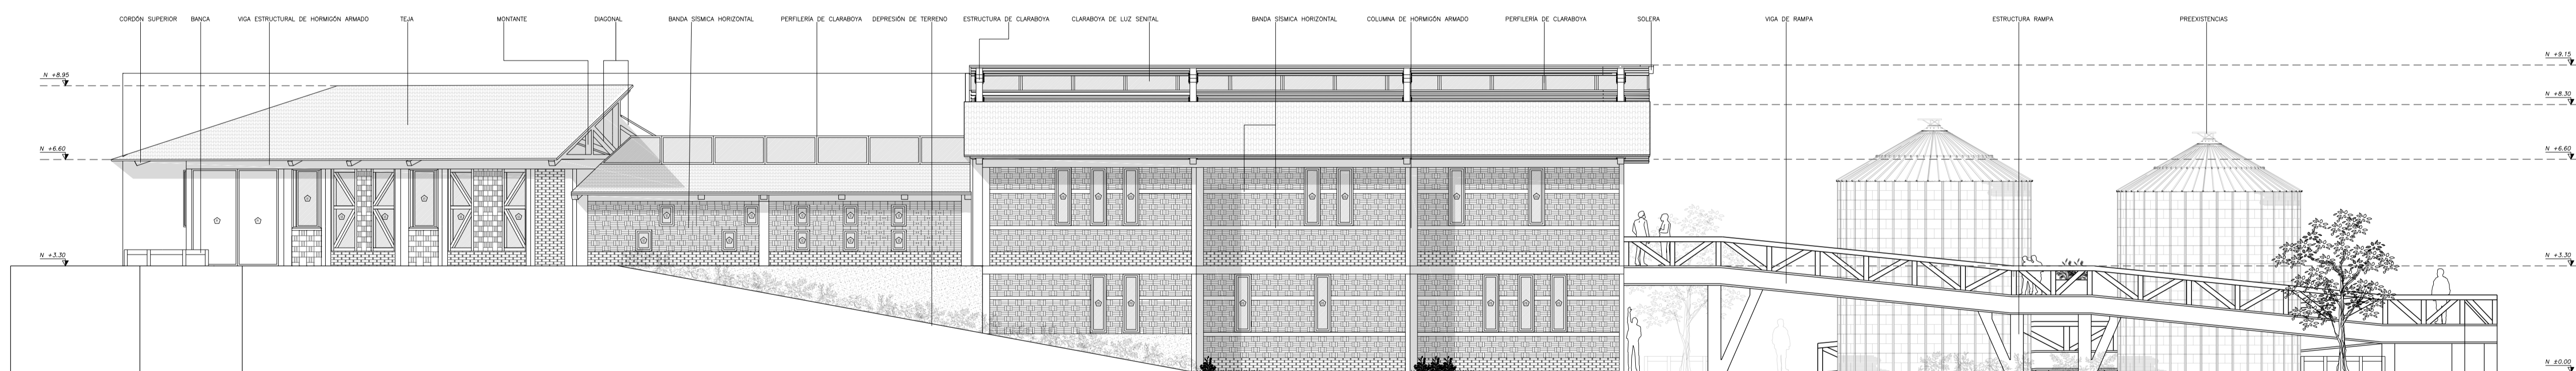 CORDÓN SUPERIOR
BANCA
VIGA ESTRUCTURAL DE HORMIGÓN ARMADO
TEJA
MONTANTE
DIAGONAL
BANDA SÍSMICA HORIZONTAL
PERFILERÍA DE CLARABOYA
DEPRESIÓN DE TERRENO
ESTRUCTURA DE CLARABOYA
CLARABOYA DE LUZ SENITAL
BANDA SÍSMICA HORIZONTAL
COLUMNA DE HORMIGÓN ARMADO
PERFILERÍA DE CLARABOYA
SOLERA
VIGA DE RAMPA
ESTRUCTURA RAMPA
PREEXISTENCIAS
N +8.95
N +6.60
N +3.30
N +9.15
N +8.30
N +6.60
N +3.30
N ±0.00